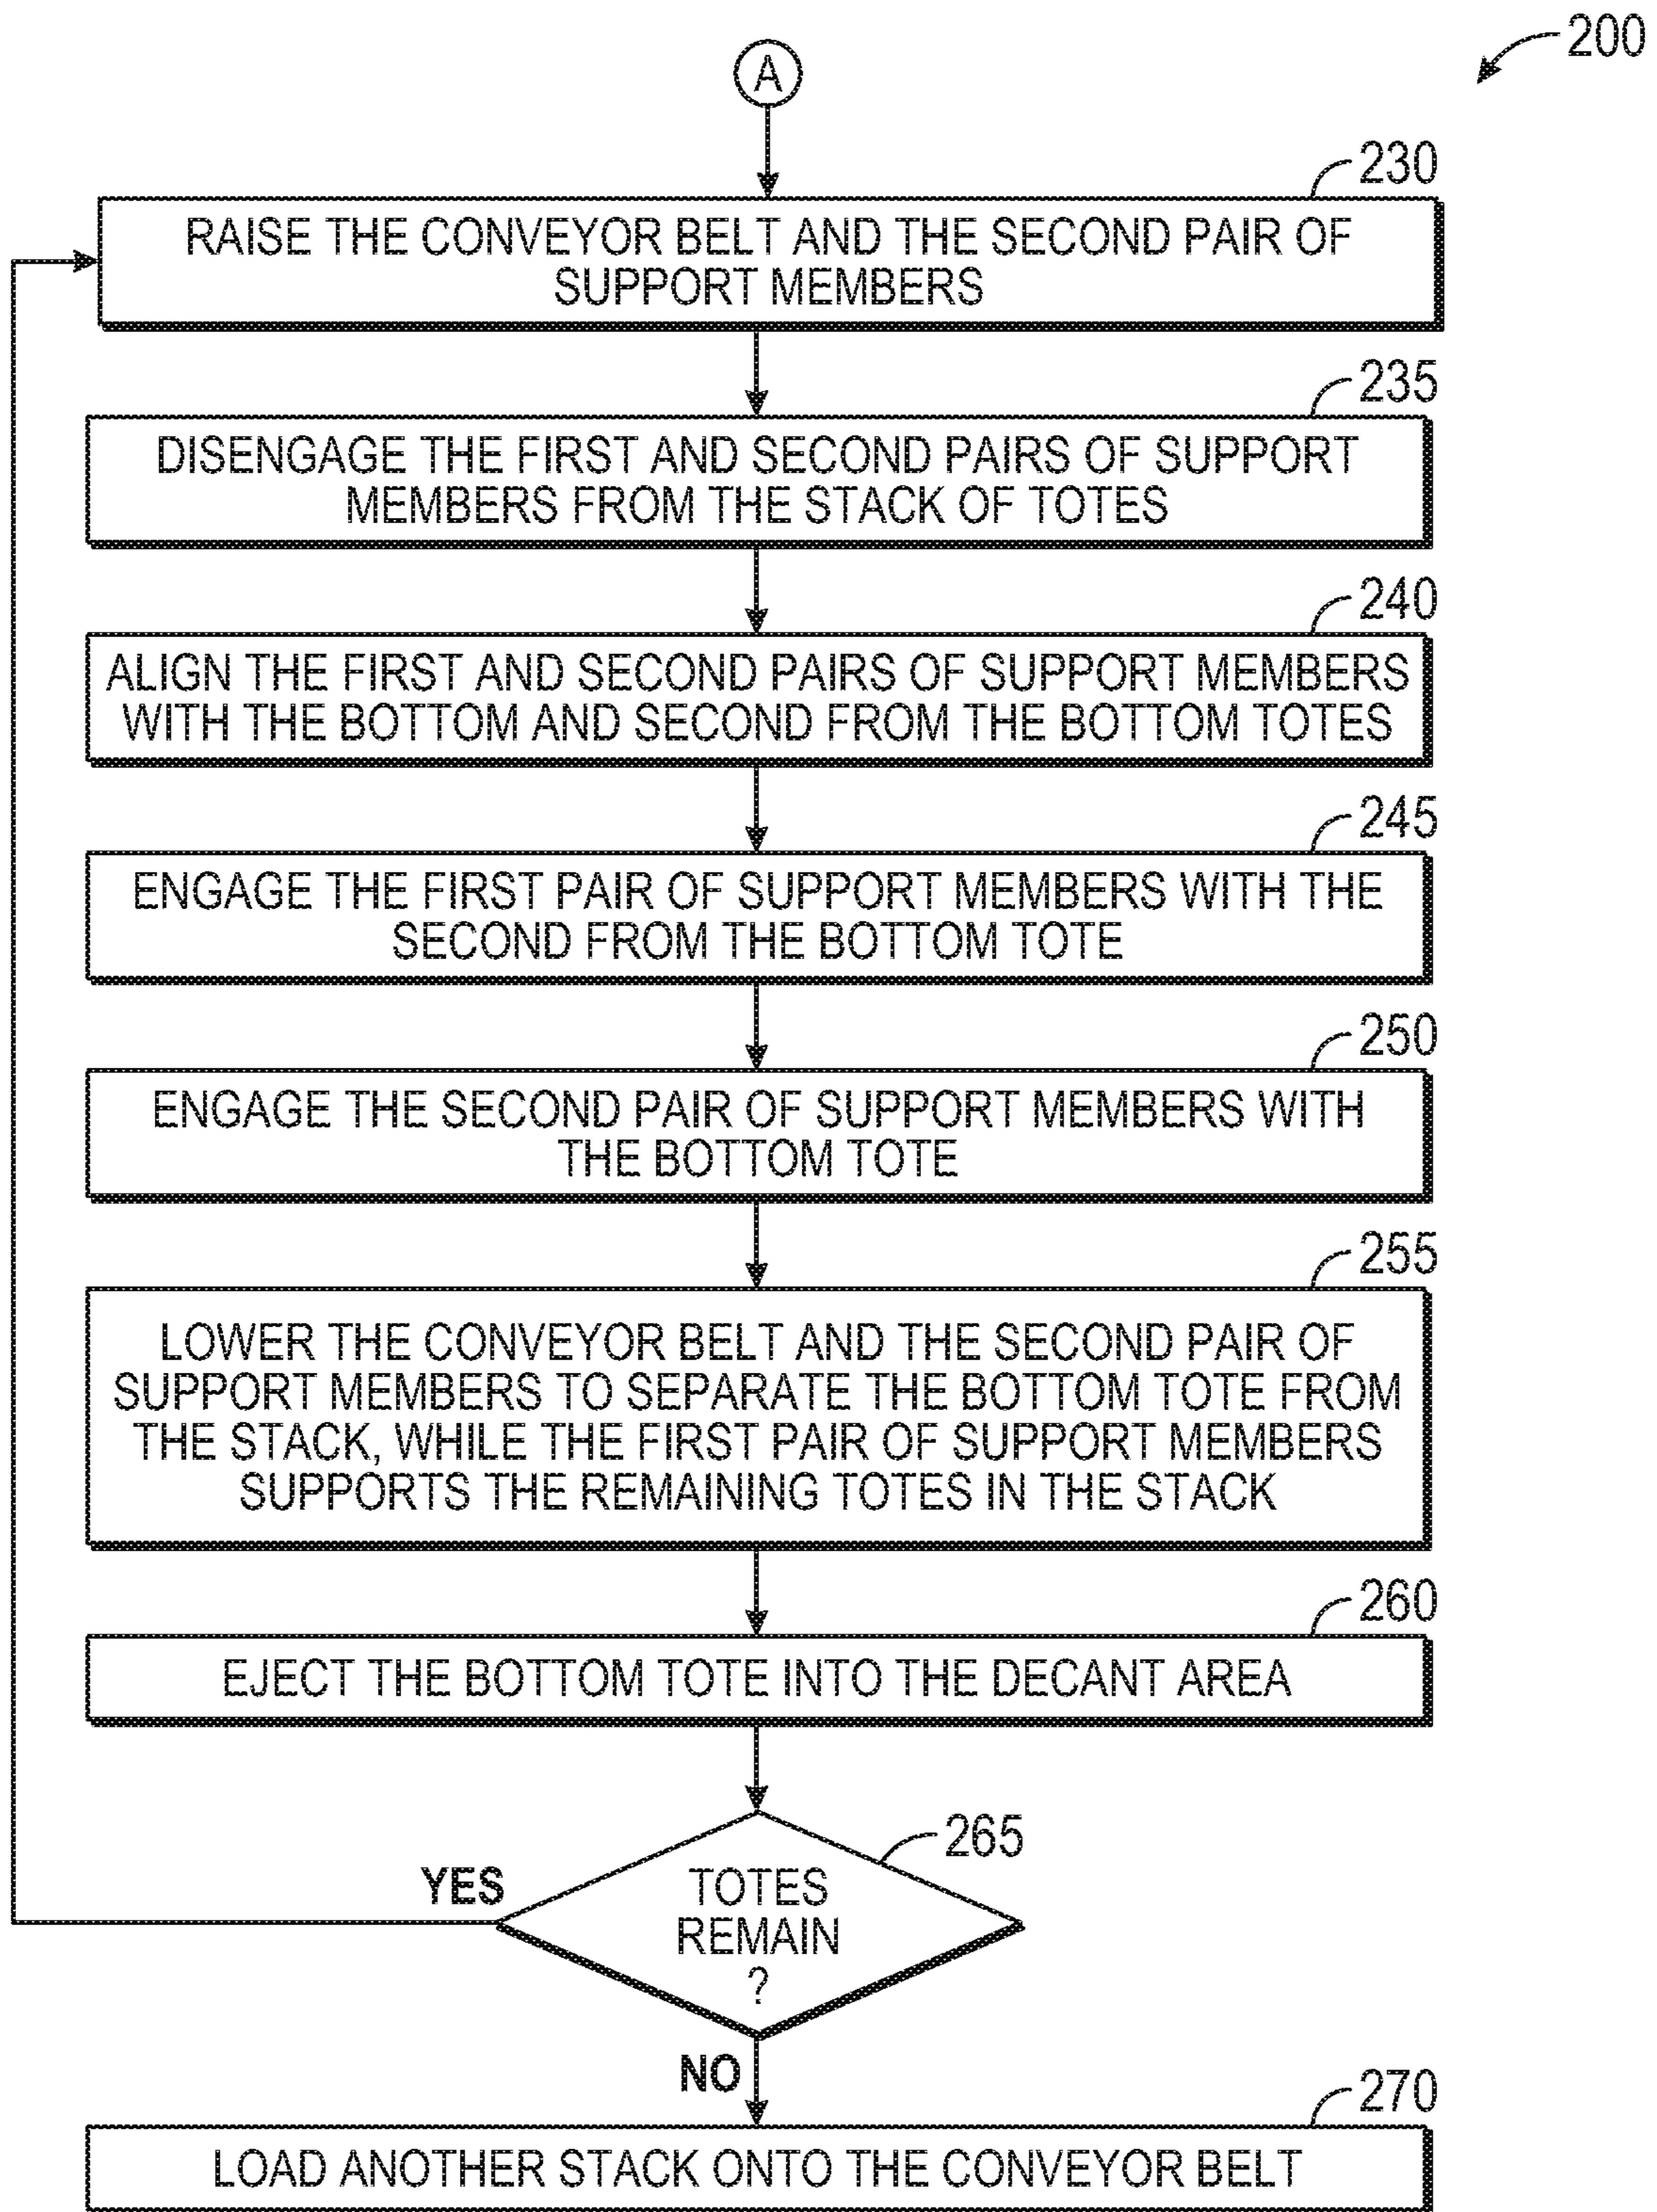 200
A
230
RAISE THE CONVEYOR BELT AND THE SECOND PAIR OF
SUPPORT MEMBERS
235
DISENGAGE THE FIRST AND SECOND PAIRS OF SUPPORT
MEMBERS FROM THE STACK OF TOTES
240
ALIGN THE FIRST AND SECOND PAIRS OF SUPPORT MEMBERS
WITH THE BOTTOM AND SECOND FROM THE BOTTOM TOTES
245
ENGAGE THE FIRST PAIR OF SUPPORT MEMBERS WITH THE
SECOND FROM THE BOTTOM TOTE
250
ENGAGE THE SECOND PAIR OF SUPPORT MEMBERS WITH
THE BOTTOM TOTE
255
LOWER THE CONVEYOR BELT AND THE SECOND PAIR OF
SUPPORT MEMBERS TO SEPARATE THE BOTTOM TOTE FROM
THE STACK, WHILE THE FIRST PAIR OF SUPPORT MEMBERS
SUPPORTS THE REMAINING TOTES IN THE STACK
260
EJECT THE BOTTOM TOTE INTO THE DECANT AREA
265
YES
TOTES
REMAIN
?
NO
270
LOAD ANOTHER STACK ONTO THE CONVEYOR BELT